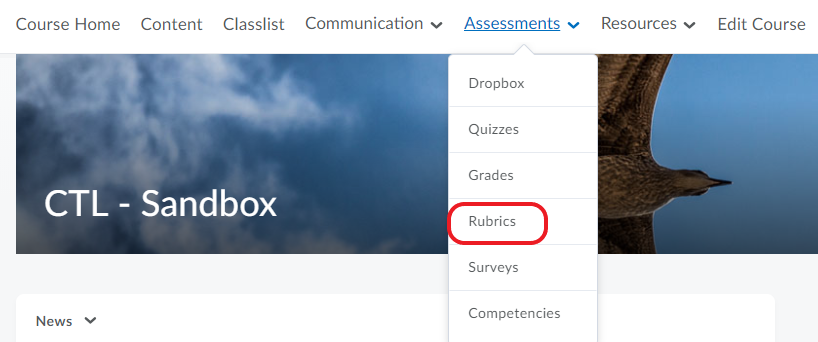 Course Home Content Classlist Communication Assessments Resources Edit Course
Dropbox
Quizzes
Grades
CTL - Sandbox
Rubrics
Surveys
Competencies
News